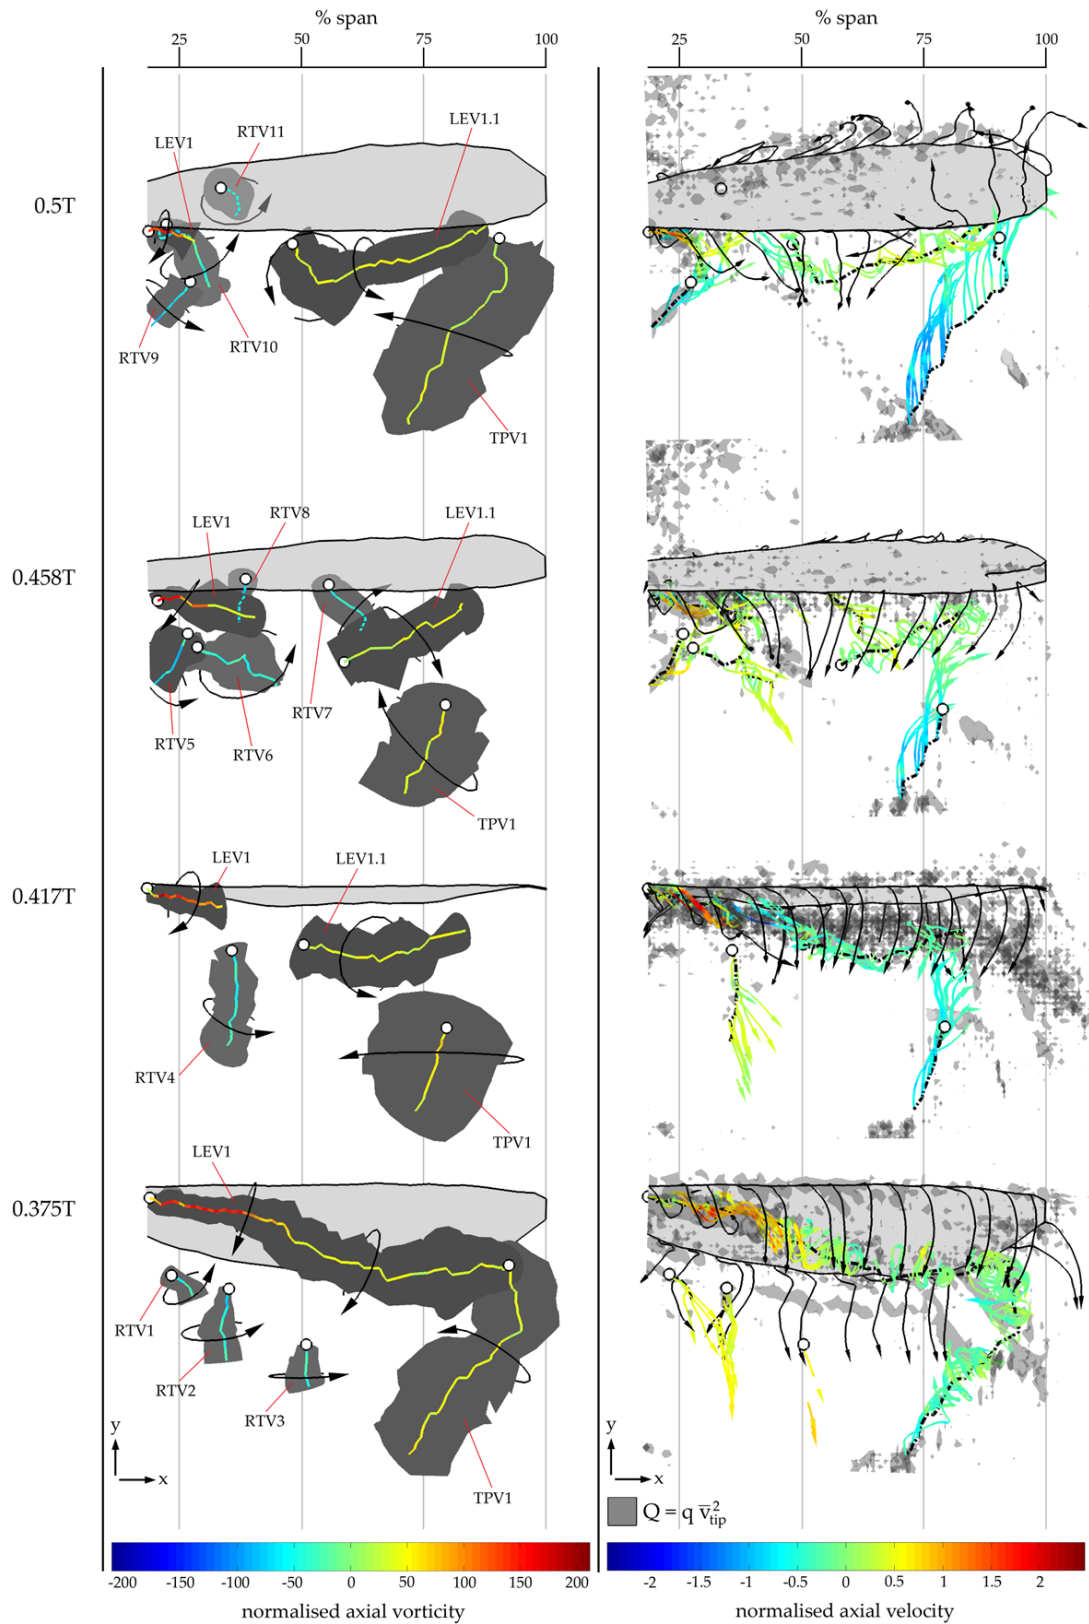 % span
% span
25 50 75 100
25 50 75 100
0.5T
LEV1
RTV11
LEV1.1
RTV9
RTV10
TPV1
0.458T
LEV1
RTV8
LEV1.1
RTV5
RTV6
RTV7
TPV1
0.417T
LEV1
LEV1.1
RTV4
TPV1
0.375T
LEV1
RTV1
RTV2
RTV3
TPV1
y
x
y
x
Q = q v̅²tip
-200 -150 -100 -50 0 50 100 150 200
normalised axial vorticity
-2 -1.5 -1 -0.5 0 0.5 1 1.5 2
normalised axial velocity